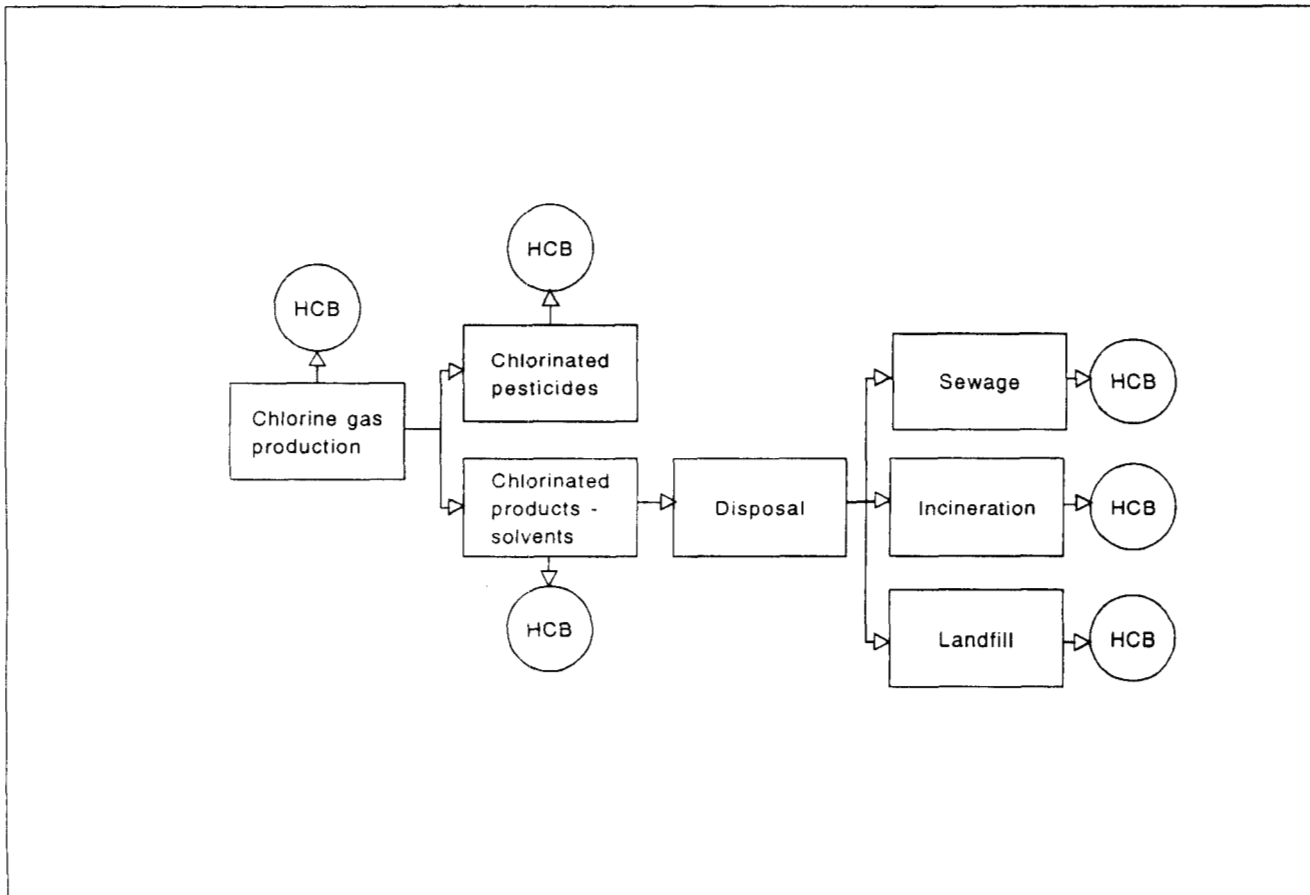 HCB
HCB
Chlorine gas
production
Chlorinated
pesticides
Chlorinated
products -
solvents
HCB
Disposal
Sewage
HCB
Incineration
HCB
Landfill
HCB